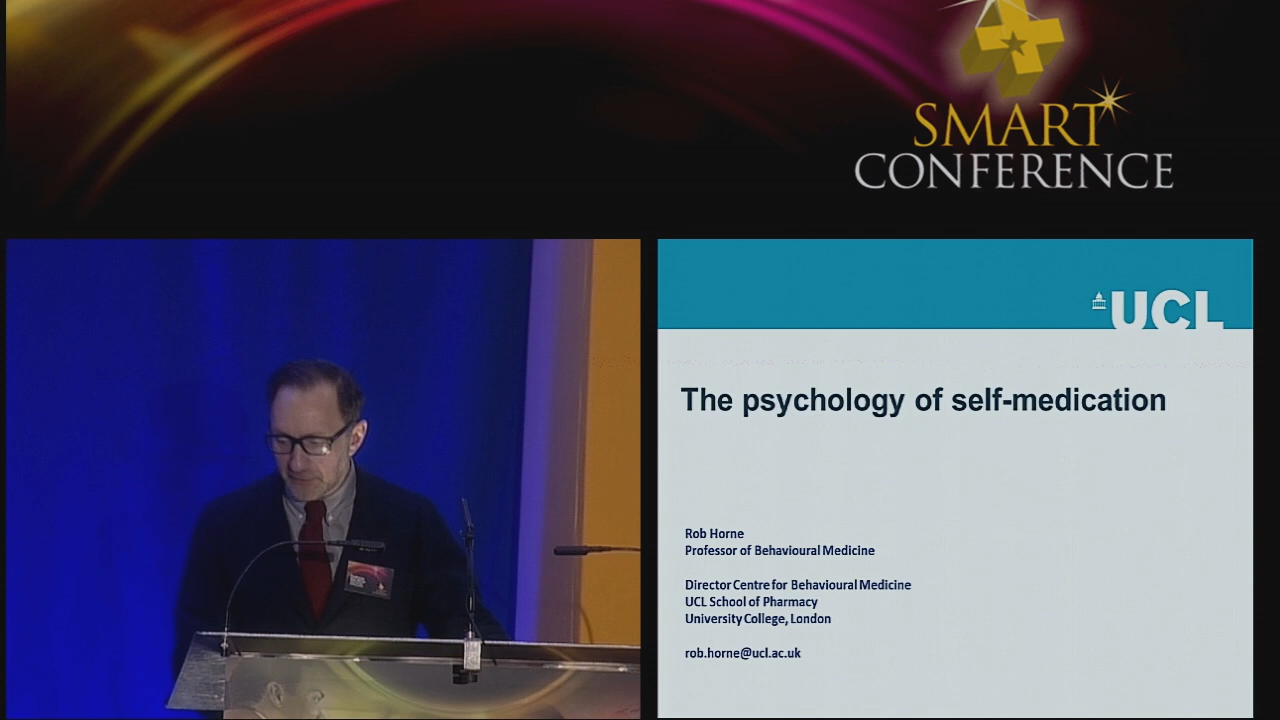 SMART
CONFERENCE
UCL
The psychology of self-medication
Rob Horne
Professor of Behavioural Medicine
Director Centre for Behavioural Medicine
UCL School of Pharmacy
University College, London
rob.horne@ucl.ac.uk